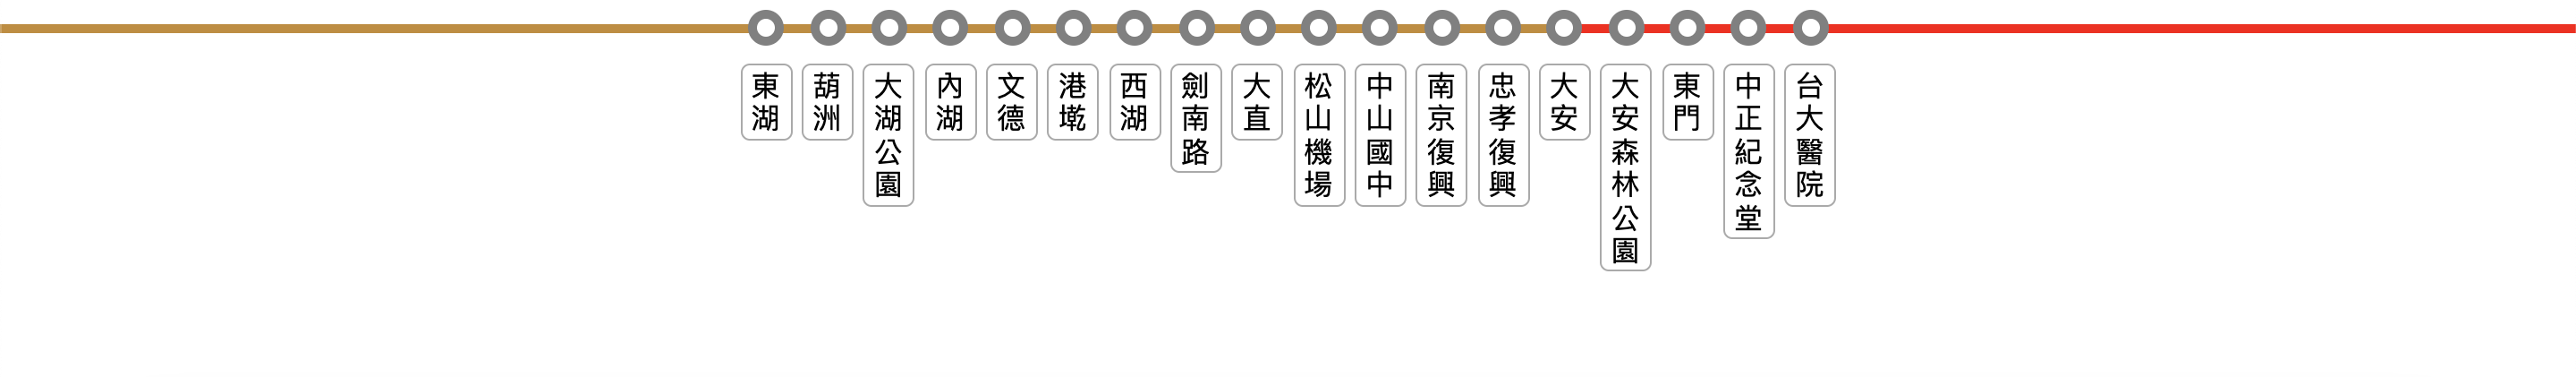 東湖
葫洲
大湖公園
內湖
文德
港墘
西湖
劍南路
大直
松山機場
中山國中
南京復興
忠孝復興
大安
大安森林公園
東門
中正紀念堂
台大醫院